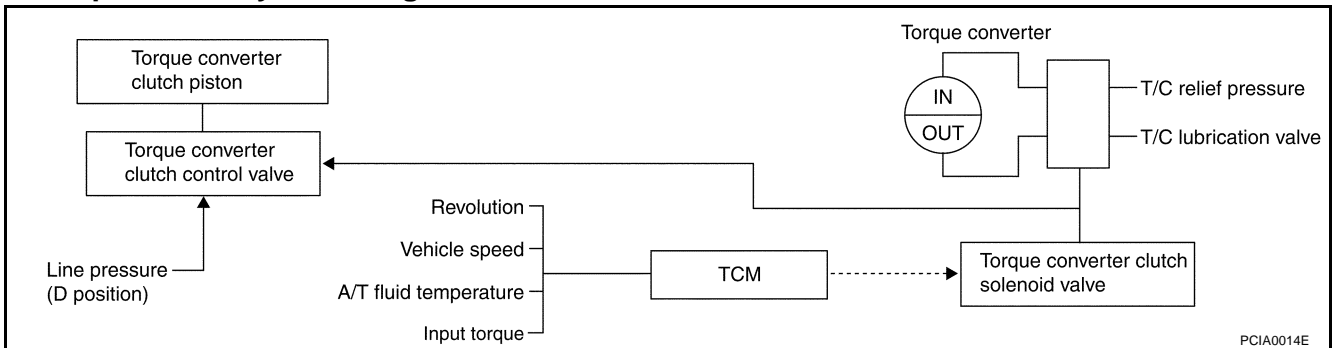 Torque converter
clutch piston
Torque converter
clutch control valve
Line pressure
(D position)
Revolution
Vehicle speed
A/T fluid temperature
Input torque
TCM
Torque converter
IN
OUT
T/C relief pressure
T/C lubrication valve
Torque converter clutch
solenoid valve
PCIA0014E